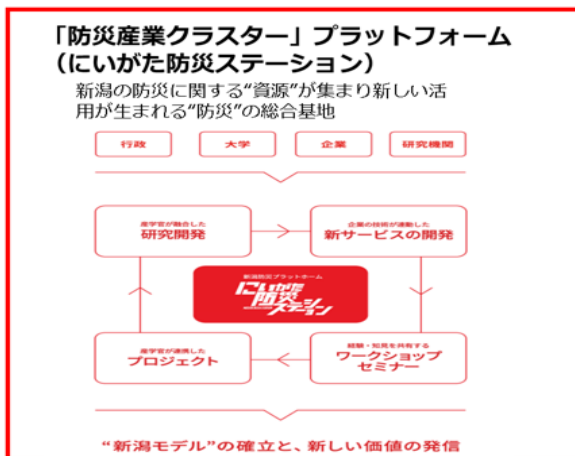 「防災産業クラスター」プラットフォーム
（にいがた防災ステーション）
新潟の防災に関する“資源”が集まり新しい活
用が生まれる“防災”の総合基地
行政
大学
企業
研究機関
産学官が融合した
研究開発
企業の技術が連動した
新サービスの開発
新潟防災プラットホーム
にいがた
防災
ステーション
産学官が連携した
プロジェクト
経験・知見を共有する
ワークショップ
セミナー
“新潟モデル”の確立と、新しい価値の発信